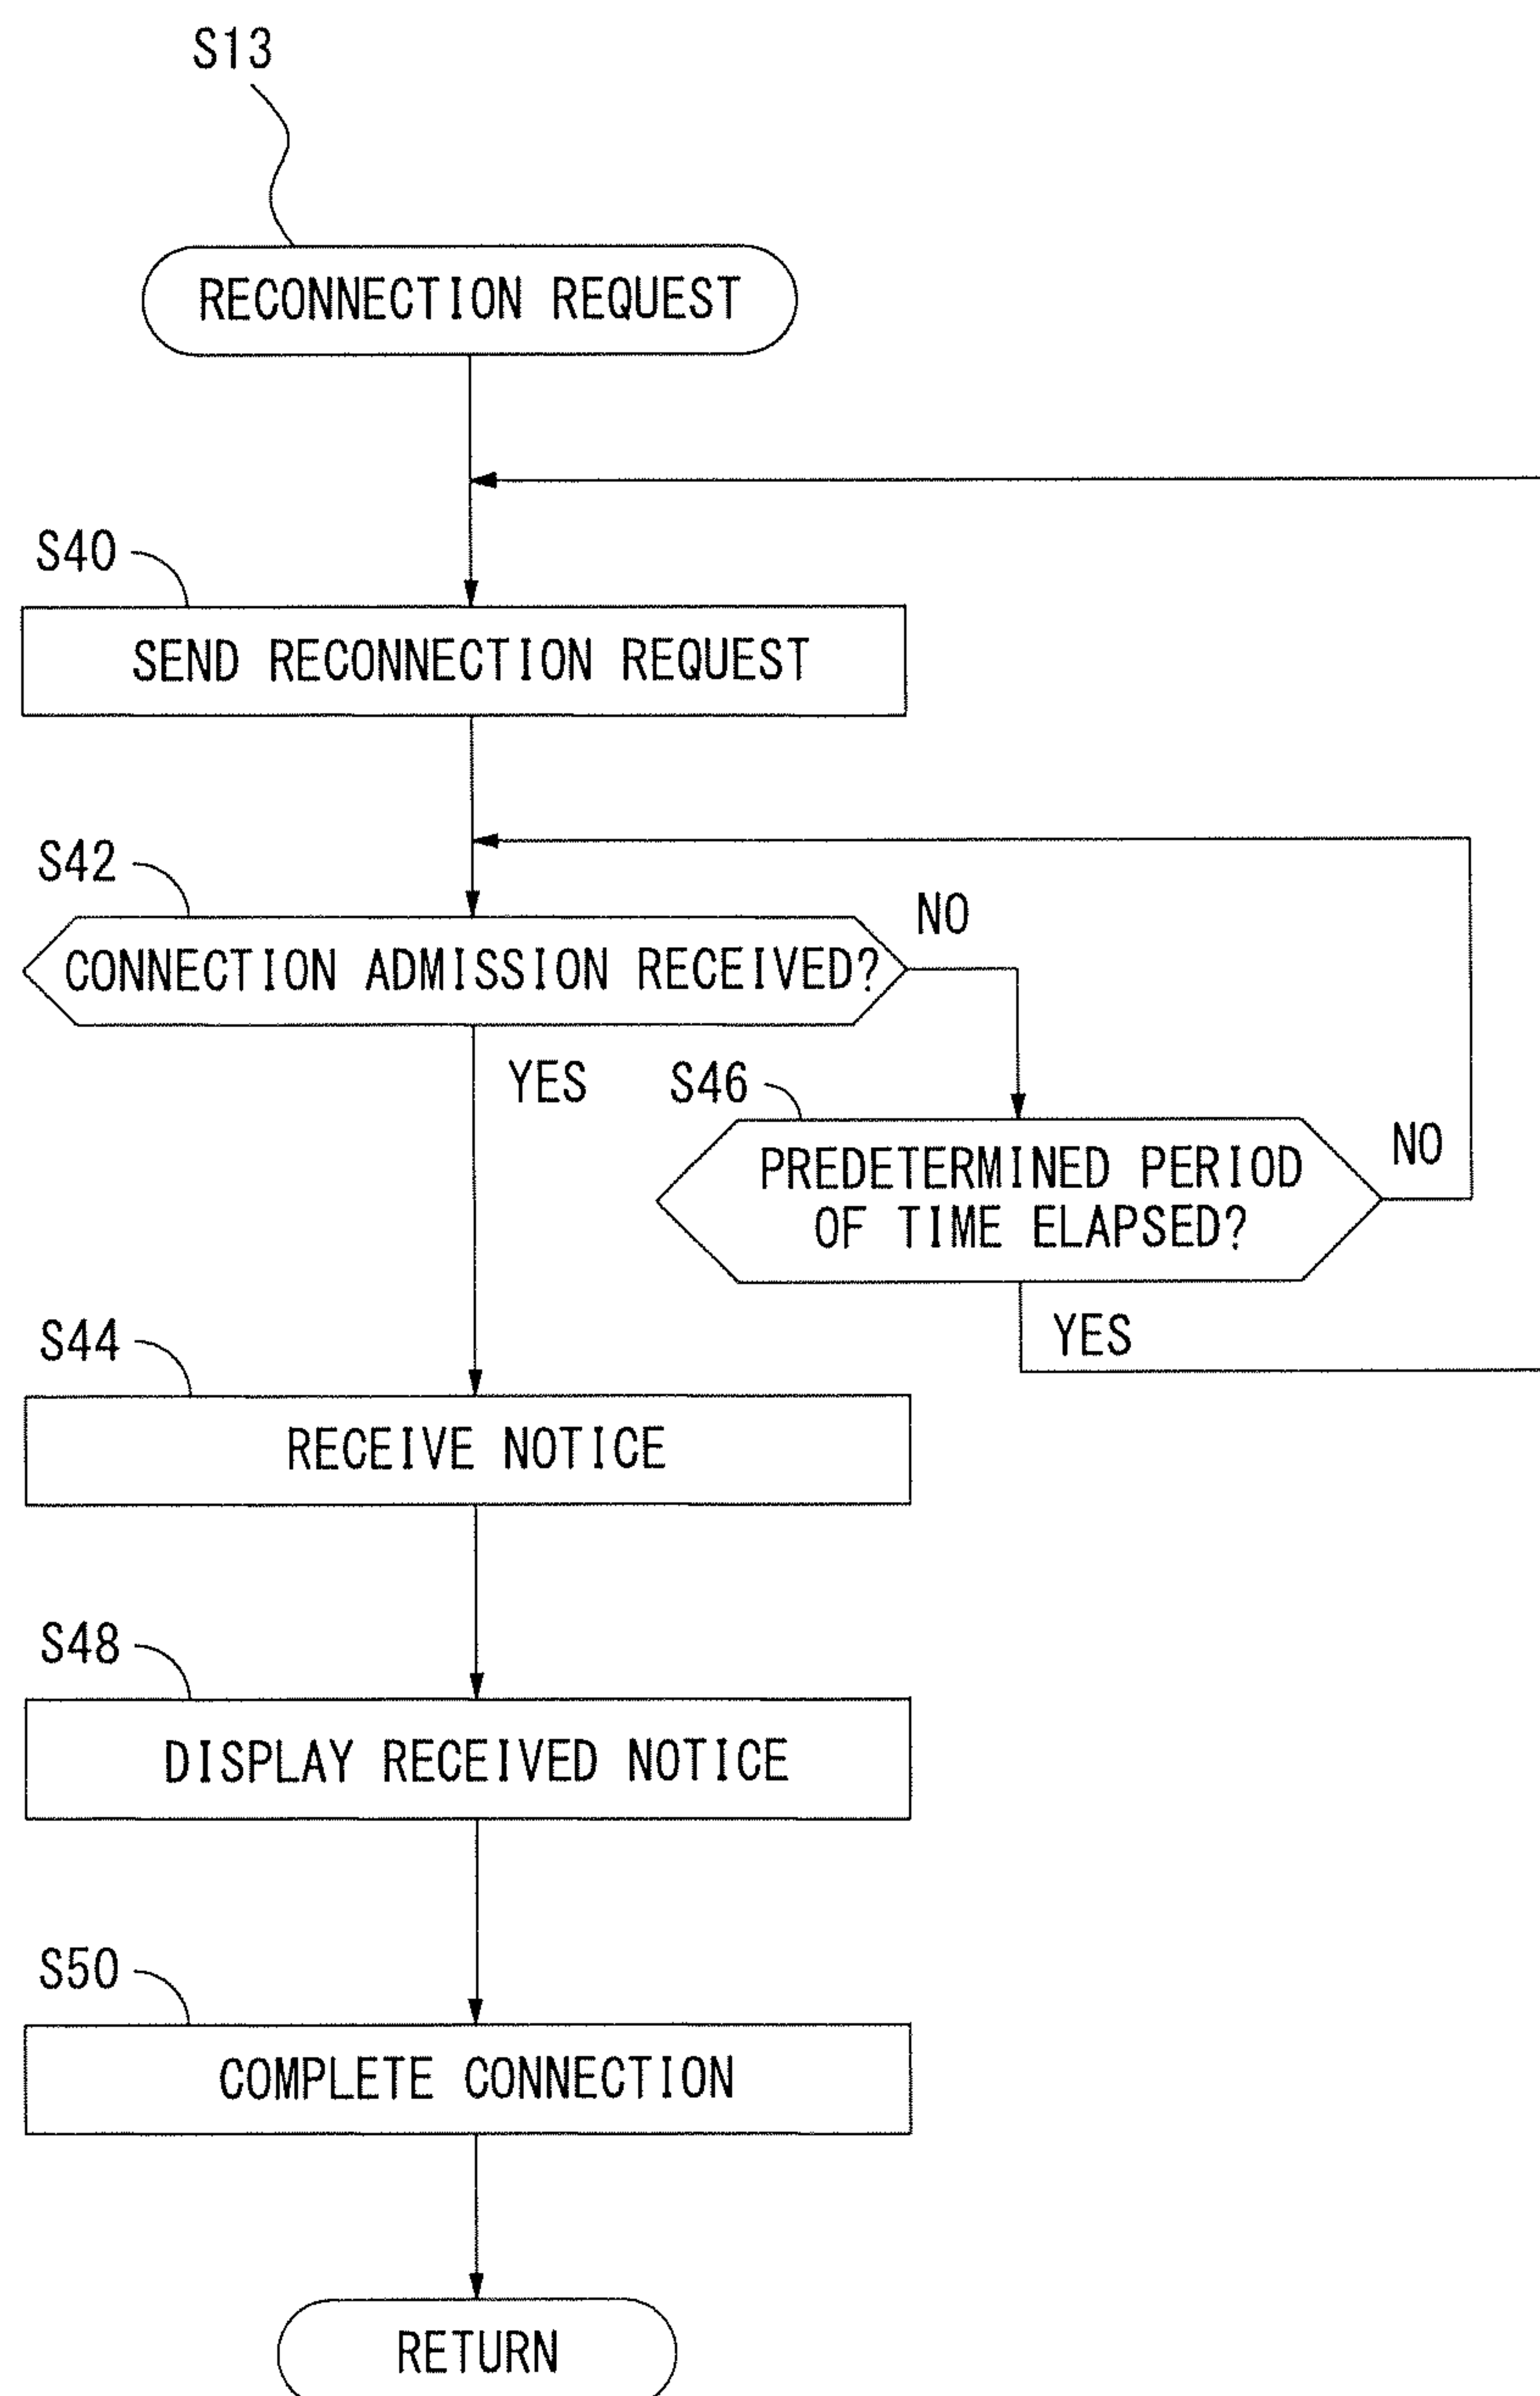 S13
RECONNECTION REQUEST
S40
SEND RECONNECTION REQUEST
S42
CONNECTION ADMISSION RECEIVED?
NO
YES
S46
PREDETERMINED PERIOD
OF TIME ELAPSED?
NO
YES
S44
RECEIVE NOTICE
S48
DISPLAY RECEIVED NOTICE
S50
COMPLETE CONNECTION
RETURN